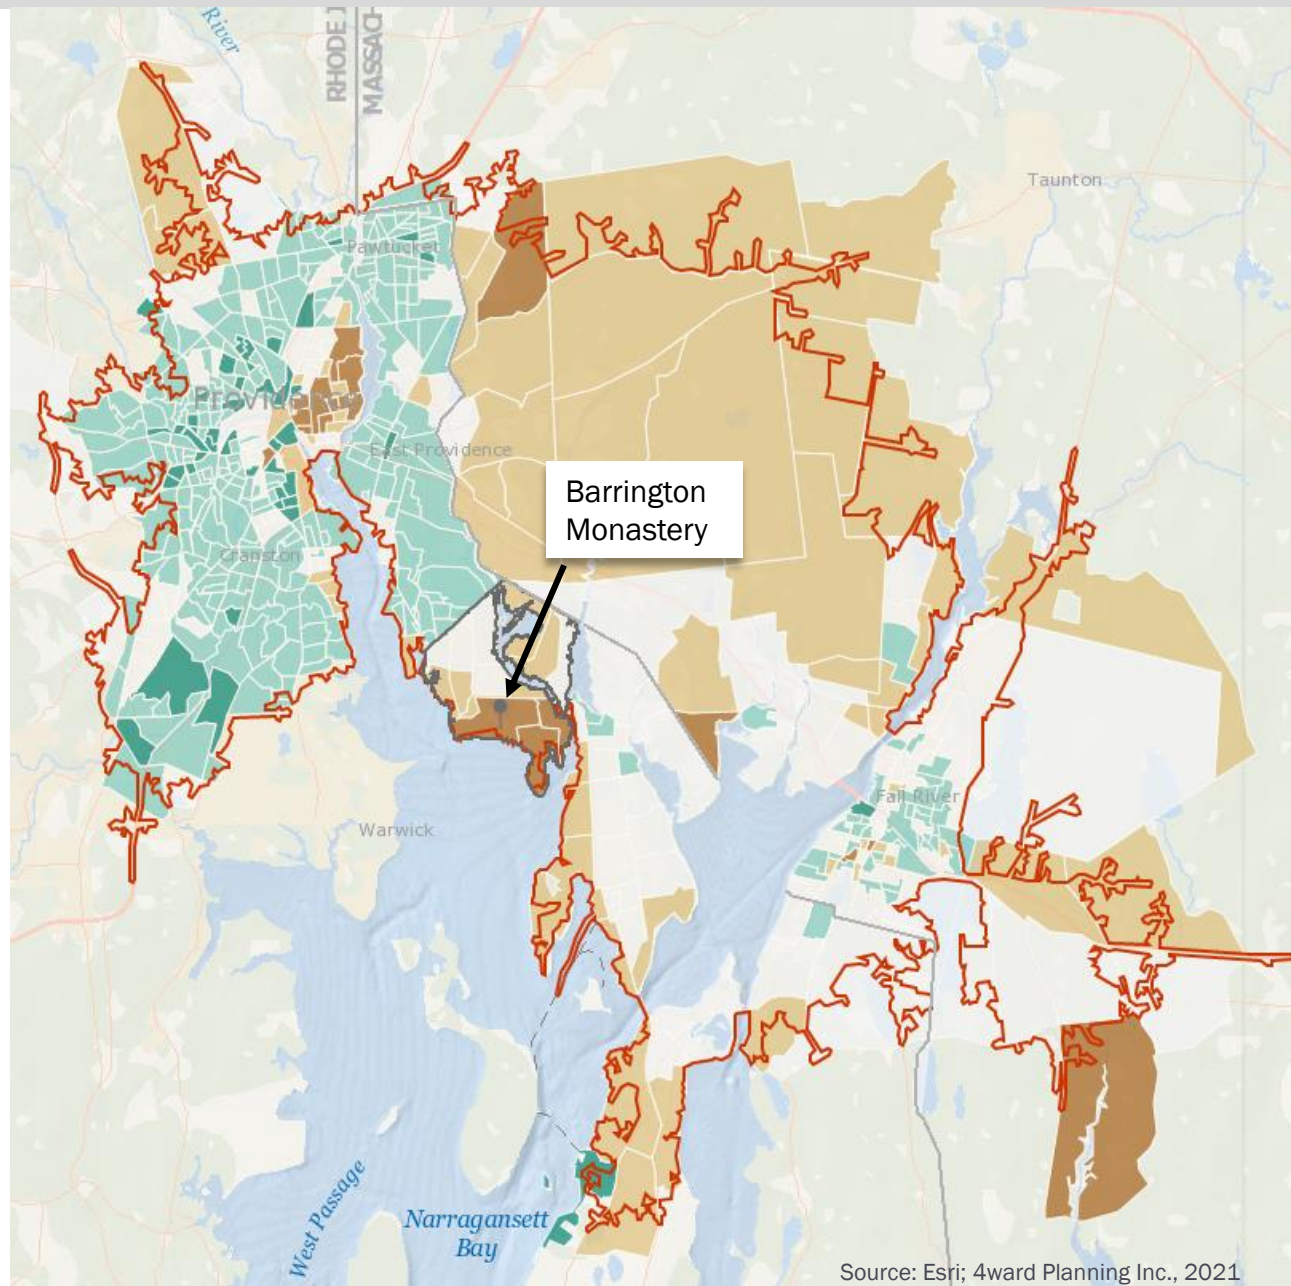 River
RHODE I
MASSACH
Taunton
Pawtucket
Providence
East Providence
Barrington
Monastery
Cranston
Fall River
Warwick
West Passage
Narragansett
Bay
Source: Esri; 4ward Planning Inc., 2021